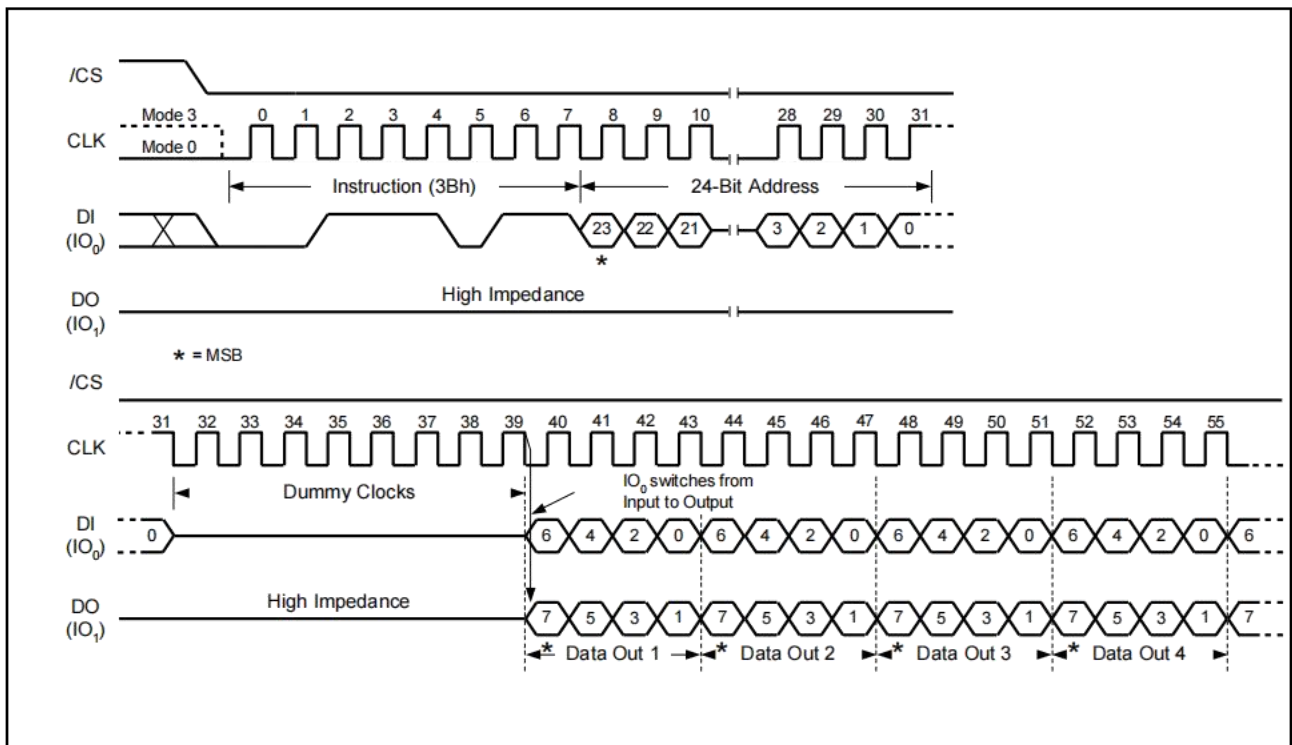 /CS
Mode 3 0 1 2 3 4 5 6 7 8 9 10 28 29 30 31
CLK
Mode 0
Instruction (3Bh) 24-Bit Address
DI
(IO0) 23 22 21 3 2 1 0
*
High Impedance
DO
(IO1)
* = MSB
/CS
31 32 33 34 35 36 37 38 39 40 41 42 43 44 45 46 47 48 49 50 51 52 53 54 55
CLK
Dummy Clocks
IO0 switches from
Input to Output
DI
(IO0) 0 6 4 2 0 6 4 2 0 6 4 2 0 6 4 2 0 6
High Impedance
DO
(IO1) 7 5 3 1 7 5 3 1 7 5 3 1 7 5 3 1 7
* Data Out 1 * Data Out 2 * Data Out 3 * Data Out 4